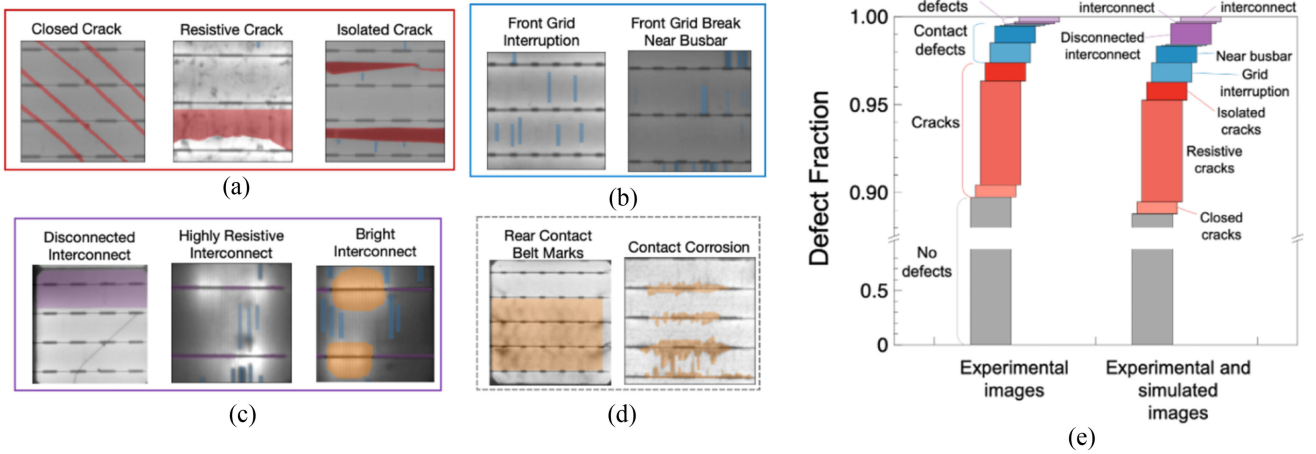 Closed Crack
Resistive Crack
Isolated Crack
(a)
Front Grid
Interruption
Front Grid Break
Near Busbar
(b)
Disconnected
Interconnect
Highly Resistive
Interconnect
Bright
Interconnect
(c)
Rear Contact
Belt Marks
Contact Corrosion
(d)
defects
interconnect
interconnect
1.00
Contact
defects
Disconnected
interconnect
Near busbar
Grid
interruption
0.95
Cracks
Isolated
cracks
Resistive
cracks
0.90
Closed
cracks
No
defects
0.5
0
Defect Fraction
Experimental
images
Experimental and
simulated
images
(e)